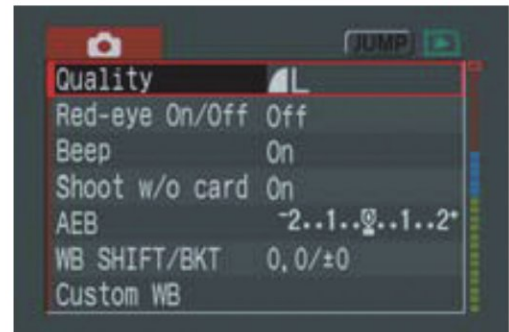 JUMP
Quality L
Red-eye On/Off Off
Beep On
Shoot w/o card On
AEB -2..1..0..1..2+
WB SHIFT/BKT 0,0/±0
Custom WB